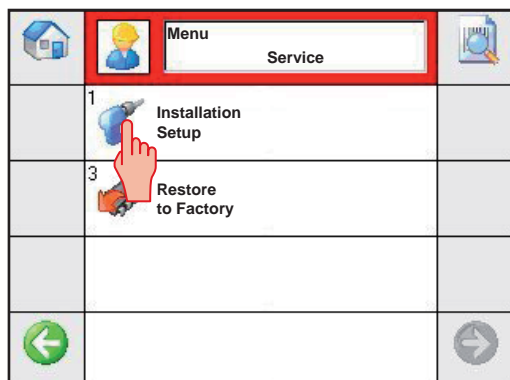 Menu
Service
1
Installation
Setup
3
Restore
to Factory